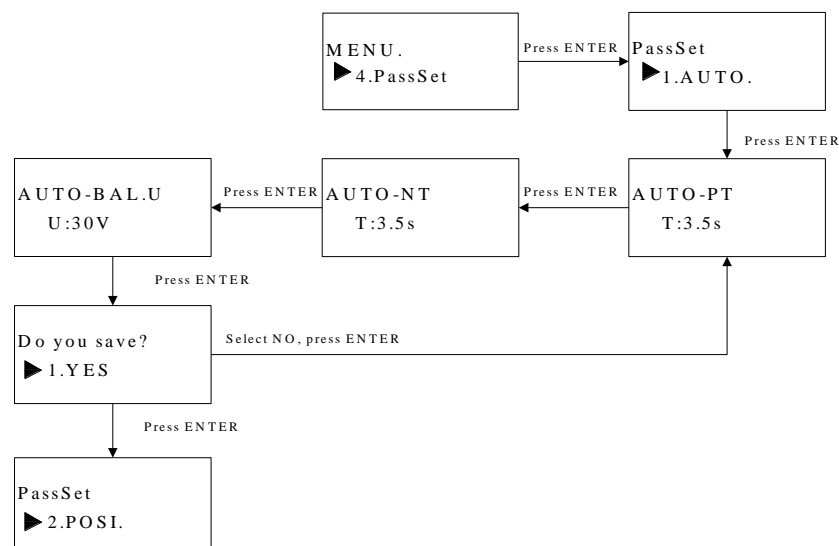 MENU.
▶4.PassSet
Press ENTER
PassSet
▶1.AUTO.
Press ENTER
AUTO-PT
T:3.5s
Press ENTER
AUTO-NT
T:3.5s
Press ENTER
AUTO-BAL.U
U:30V
Press ENTER
Do you save?
▶1.YES
Select NO, press ENTER
Press ENTER
PassSet
▶2.POSI.